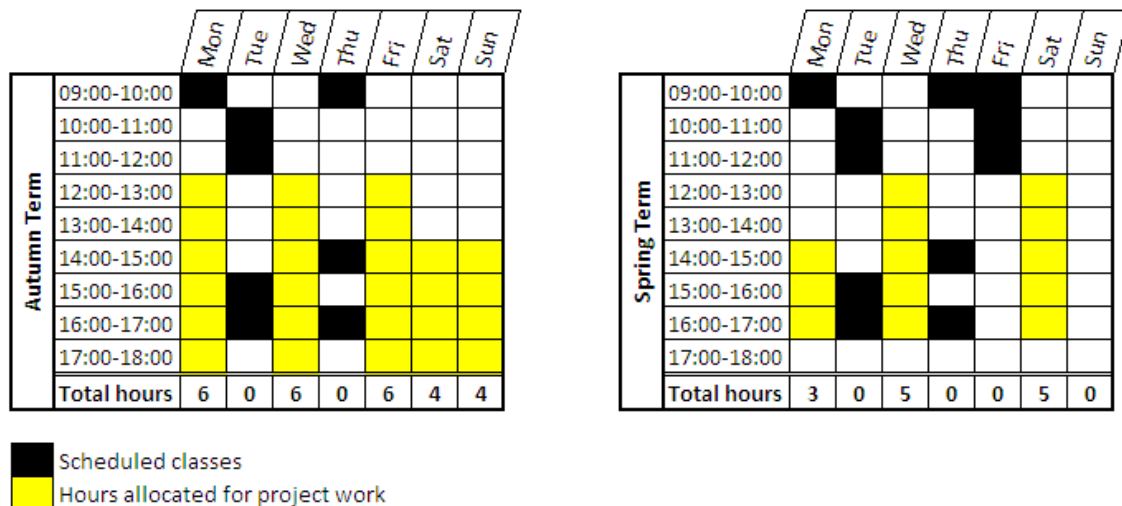 Mon Tue Wed Thu Fri Sat Sun
Autumn Term
09:00-10:00
10:00-11:00
11:00-12:00
12:00-13:00
13:00-14:00
14:00-15:00
15:00-16:00
16:00-17:00
17:00-18:00
Total hours 6 0 6 0 6 4 4
Mon Tue Wed Thu Fri Sat Sun
Spring Term
09:00-10:00
10:00-11:00
11:00-12:00
12:00-13:00
13:00-14:00
14:00-15:00
15:00-16:00
16:00-17:00
17:00-18:00
Total hours 3 0 5 0 0 5 0
Scheduled classes
Hours allocated for project work